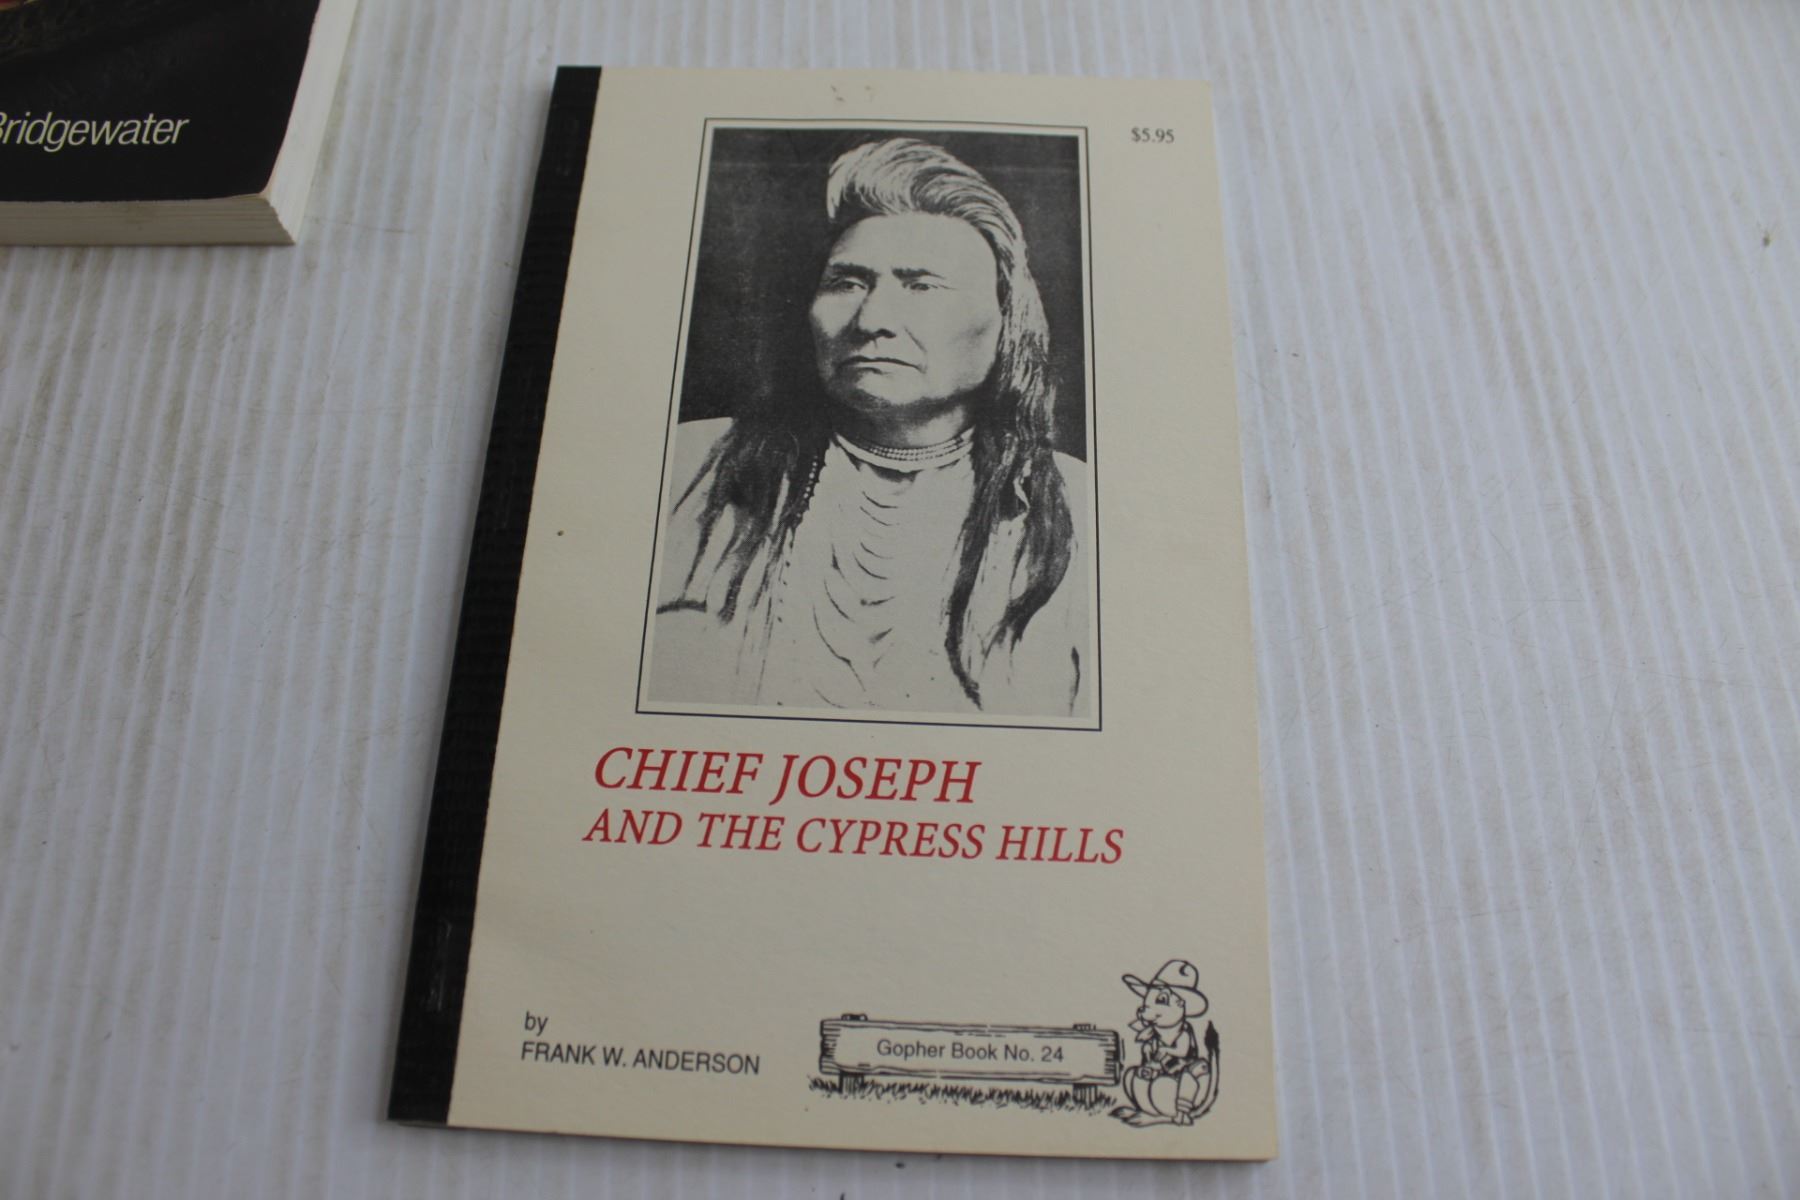 Bridgewater
$5.95
CHIEF JOSEPH
AND THE CYPRESS HILLS
by
FRANK W. ANDERSON
Gopher Book No. 24